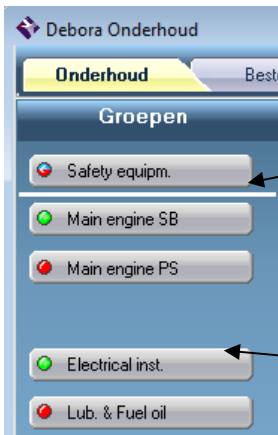 Debora Onderhoud
Onderhoud
Groepen
Safety equipm.
Main engine SB
Main engine PS
Electrical inst.
Lub. & Fuel oil